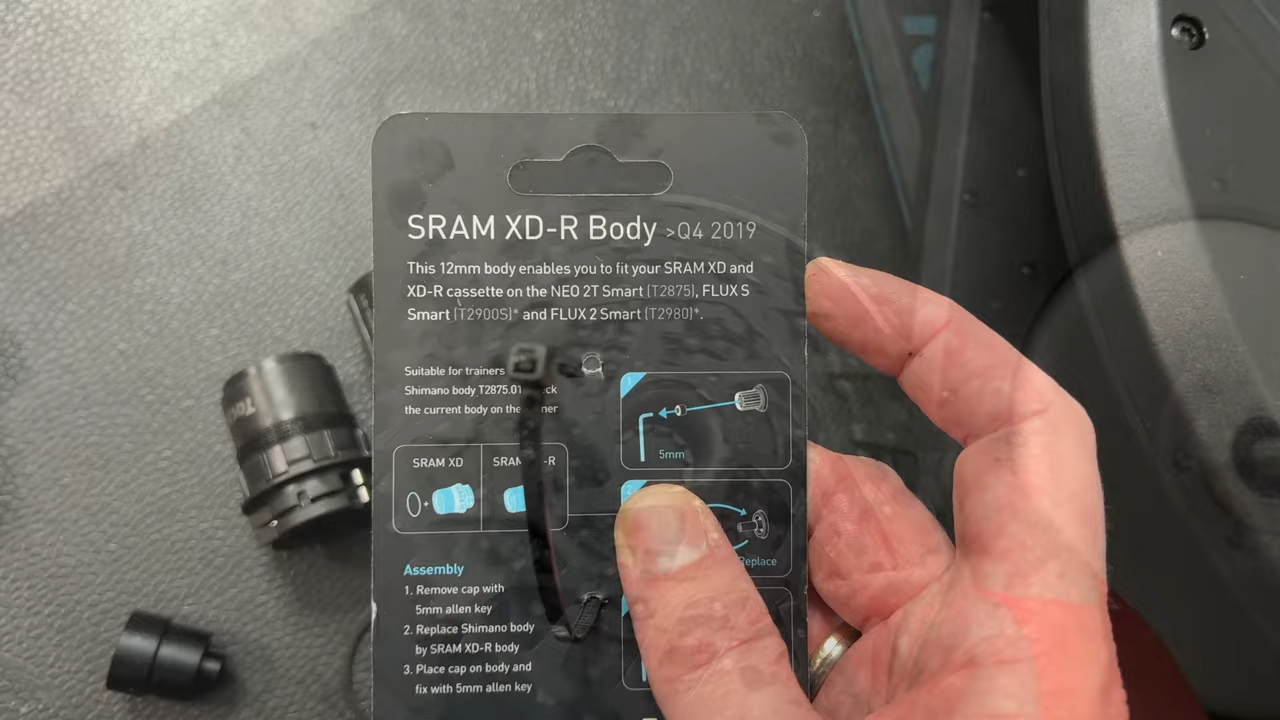 SRAM XD-R Body >Q4 2019
This 12mm body enables you to fit your SRAM XD and
XD-R cassette on the NEO 2T Smart (T2875), FLUX S
Smart (T2900S)* and FLUX 2 Smart (T2980)*.
Suitable for trainers
Shimano body T2875.01
the current body on the
SRAM XD
1
5mm
2
Replace
Assembly
1. Remove cap with
5mm allen key
2. Replace Shimano body
by SRAM XD-R body
3. Place cap on body and
fix with 5mm allen key